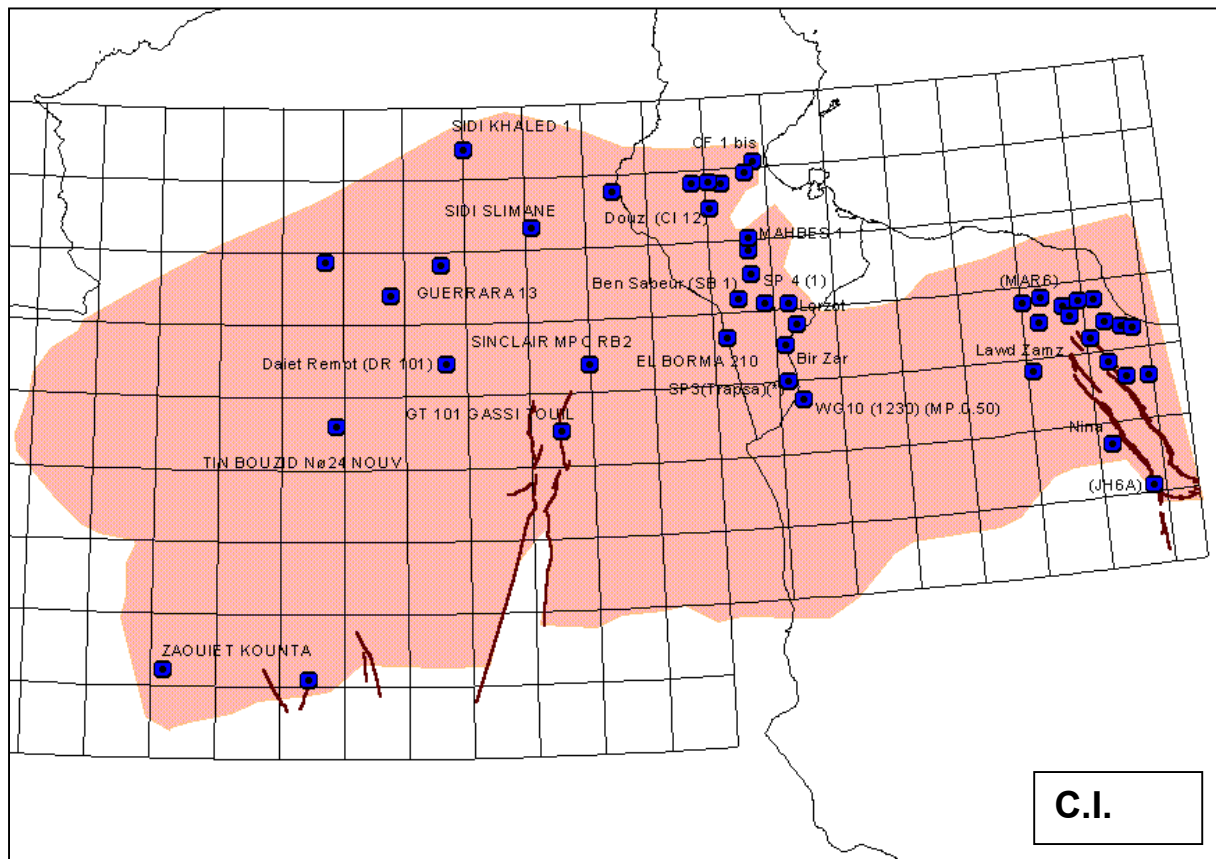 SIDI KHALED 1
CF 1 bis
SIDI SLIMANE
Douz (CI 12)
MAHBES 1
Ben Sabeur (SB 1)
SP 4 (1)
(MAR6)
GUERRARA 13
Lorzot
SINCLAIR MPC RB2
Daiet Rempt (DR 101)
EL BORMA 210
Bir Zar
Lawd Zamz
SP3(Trapsa)(*)
GT 101 GASSI TOUIL
WG10 (1230) (MP.0.50)
Nina
TIN BOUZID Nø24 NOUV
(JH6A)
ZAOUIET KOUNTA
C.I.